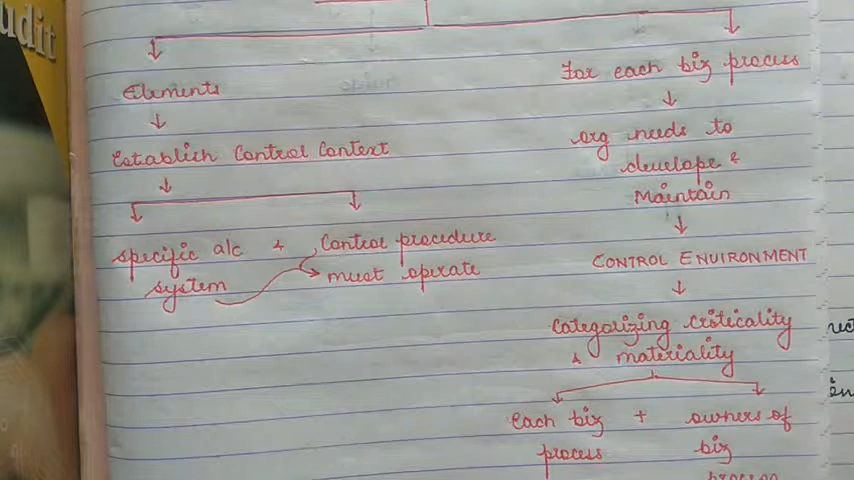 udit
Elements
Establish Control Context
specific a/c & Control procedure
system must operate
For each biz process
org needs to
develope &
Maintain
CONTROL ENVIRONMENT
Categorizing criticality
& materiality
Each biz + owners of
process biz
process